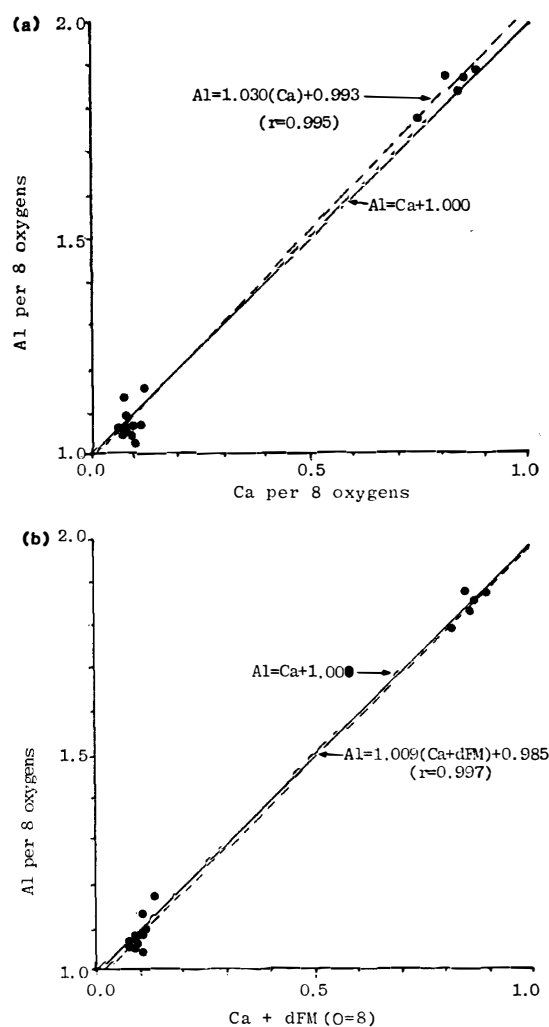 (a)
2.0
Al=1.030(Ca)+0.993
(r=0.995)
Al=Ca+1.000
1.5
Al per 8 oxygens
1.0
0.0
0.5
1.0
Ca per 8 oxygens
(b)
2.0
Al=Ca+1.000
Al=1.009(Ca+dFM)+0.985
(r=0.997)
1.5
Al per 8 oxygens
1.0
0.0
0.5
1.0
Ca + dFM(O=8)